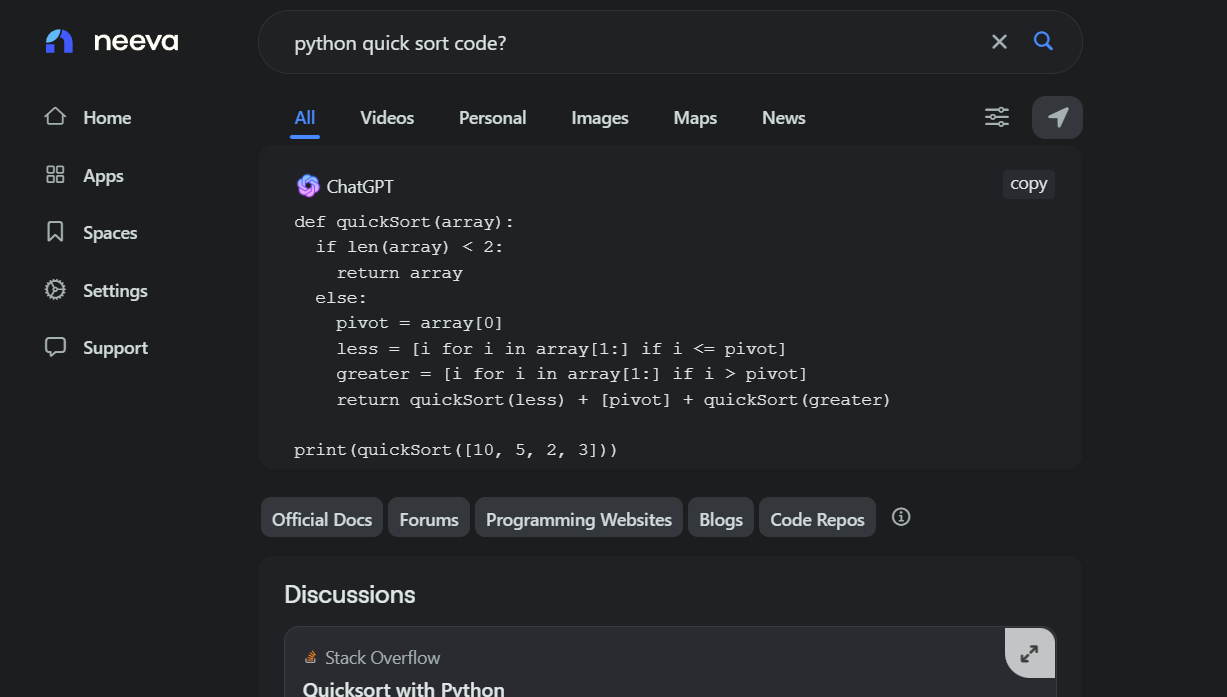 neeva
python quick sort code?
Home
Apps
Spaces
Settings
Support
All Videos Personal Images Maps News
ChatGPT
copy
def quickSort(array):
  if len(array) < 2:
    return array
  else:
    pivot = array[0]
    less = [i for i in array[1:] if i <= pivot]
    greater = [i for i in array[1:] if i > pivot]
    return quickSort(less) + [pivot] + quickSort(greater)

print(quickSort([10, 5, 2, 3]))
Official Docs Forums Programming Websites Blogs Code Repos
Discussions
Stack Overflow
Quicksort with Python